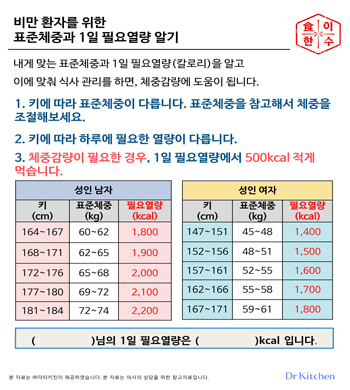 비만 환자를 위한
표준체중과 1일 필요열량 알기
식이
한수
내게 맞는 표준체중과 1일 필요열량(칼로리)을 알고
이에 맞춰 식사 관리를 하면, 체중감량에 도움이 됩니다.
1. 키에 따라 표준체중이 다릅니다. 표준체중을 참고해서 체중을
조절해보세요.
2. 키에 따라 하루에 필요한 열량이 다릅니다.
3. 체중감량이 필요한 경우, 1일 필요열량에서 500kcal 적게
먹습니다.
성인 남자
키 (cm) 표준체중 (kg) 필요열량 (kcal)
164~167 60~62 1,800
168~171 62~65 1,900
172~176 65~68 2,000
177~180 69~72 2,100
181~184 72~74 2,200
성인 여자
키 (cm) 표준체중 (kg) 필요열량 (kcal)
147~151 45~48 1,400
152~156 48~51 1,500
157~161 52~55 1,600
162~166 55~58 1,700
167~171 59~61 1,800
( )님의 1일 필요열량은 ( )kcal 입니다.
본 자료는 ㈜닥터키친이 제공하였습니다. 본 자료는 의사의 상담을 위한 참고자료입니다.
Dr Kitchen